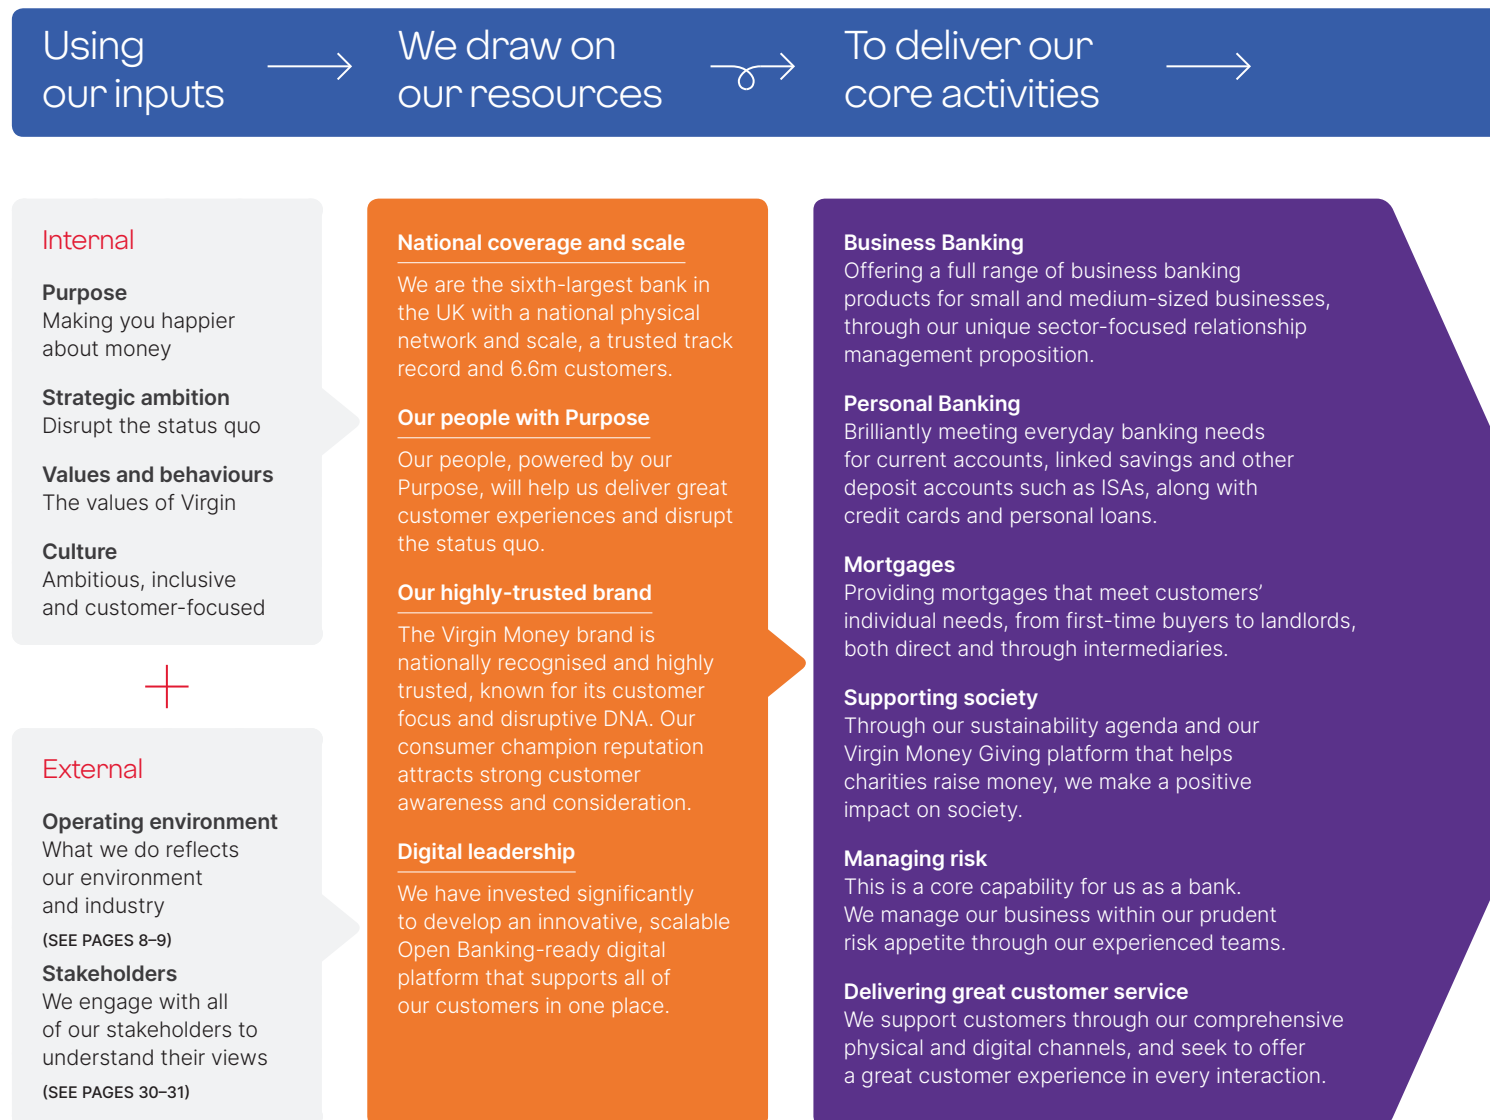 Using
our inputs
We draw on
our resources
To deliver our
core activities
Internal
Purpose
Making you happier
about money
Strategic ambition
Disrupt the status quo
Values and behaviours
The values of Virgin
Culture
Ambitious, inclusive
and customer-focused
External
Operating environment
What we do reflects
our environment
and industry
(SEE PAGES 8–9)
Stakeholders
We engage with all
of our stakeholders to
understand their views
(SEE PAGES 30–31)
National coverage and scale
We are the sixth-largest bank in
the UK with a national physical
network and scale, a trusted track
record and 6.6m customers.
Our people with Purpose
Our people, powered by our
Purpose, will help us deliver great
customer experiences and disrupt
the status quo.
Our highly-trusted brand
The Virgin Money brand is
nationally recognised and highly
trusted, known for its customer
focus and disruptive DNA. Our
consumer champion reputation
attracts strong customer
awareness and consideration.
Digital leadership
We have invested significantly
to develop an innovative, scalable
Open Banking-ready digital
platform that supports all of
our customers in one place.
Business Banking
Offering a full range of business banking
products for small and medium-sized businesses,
through our unique sector-focused relationship
management proposition.
Personal Banking
Brilliantly meeting everyday banking needs
for current accounts, linked savings and other
deposit accounts such as ISAs, along with
credit cards and personal loans.
Mortgages
Providing mortgages that meet customers’
individual needs, from first-time buyers to landlords,
both direct and through intermediaries.
Supporting society
Through our sustainability agenda and our
Virgin Money Giving platform that helps
charities raise money, we make a positive
impact on society.
Managing risk
This is a core capability for us as a bank.
We manage our business within our prudent
risk appetite through our experienced teams.
Delivering great customer service
We support customers through our comprehensive
physical and digital channels, and seek to offer
a great customer experience in every interaction.